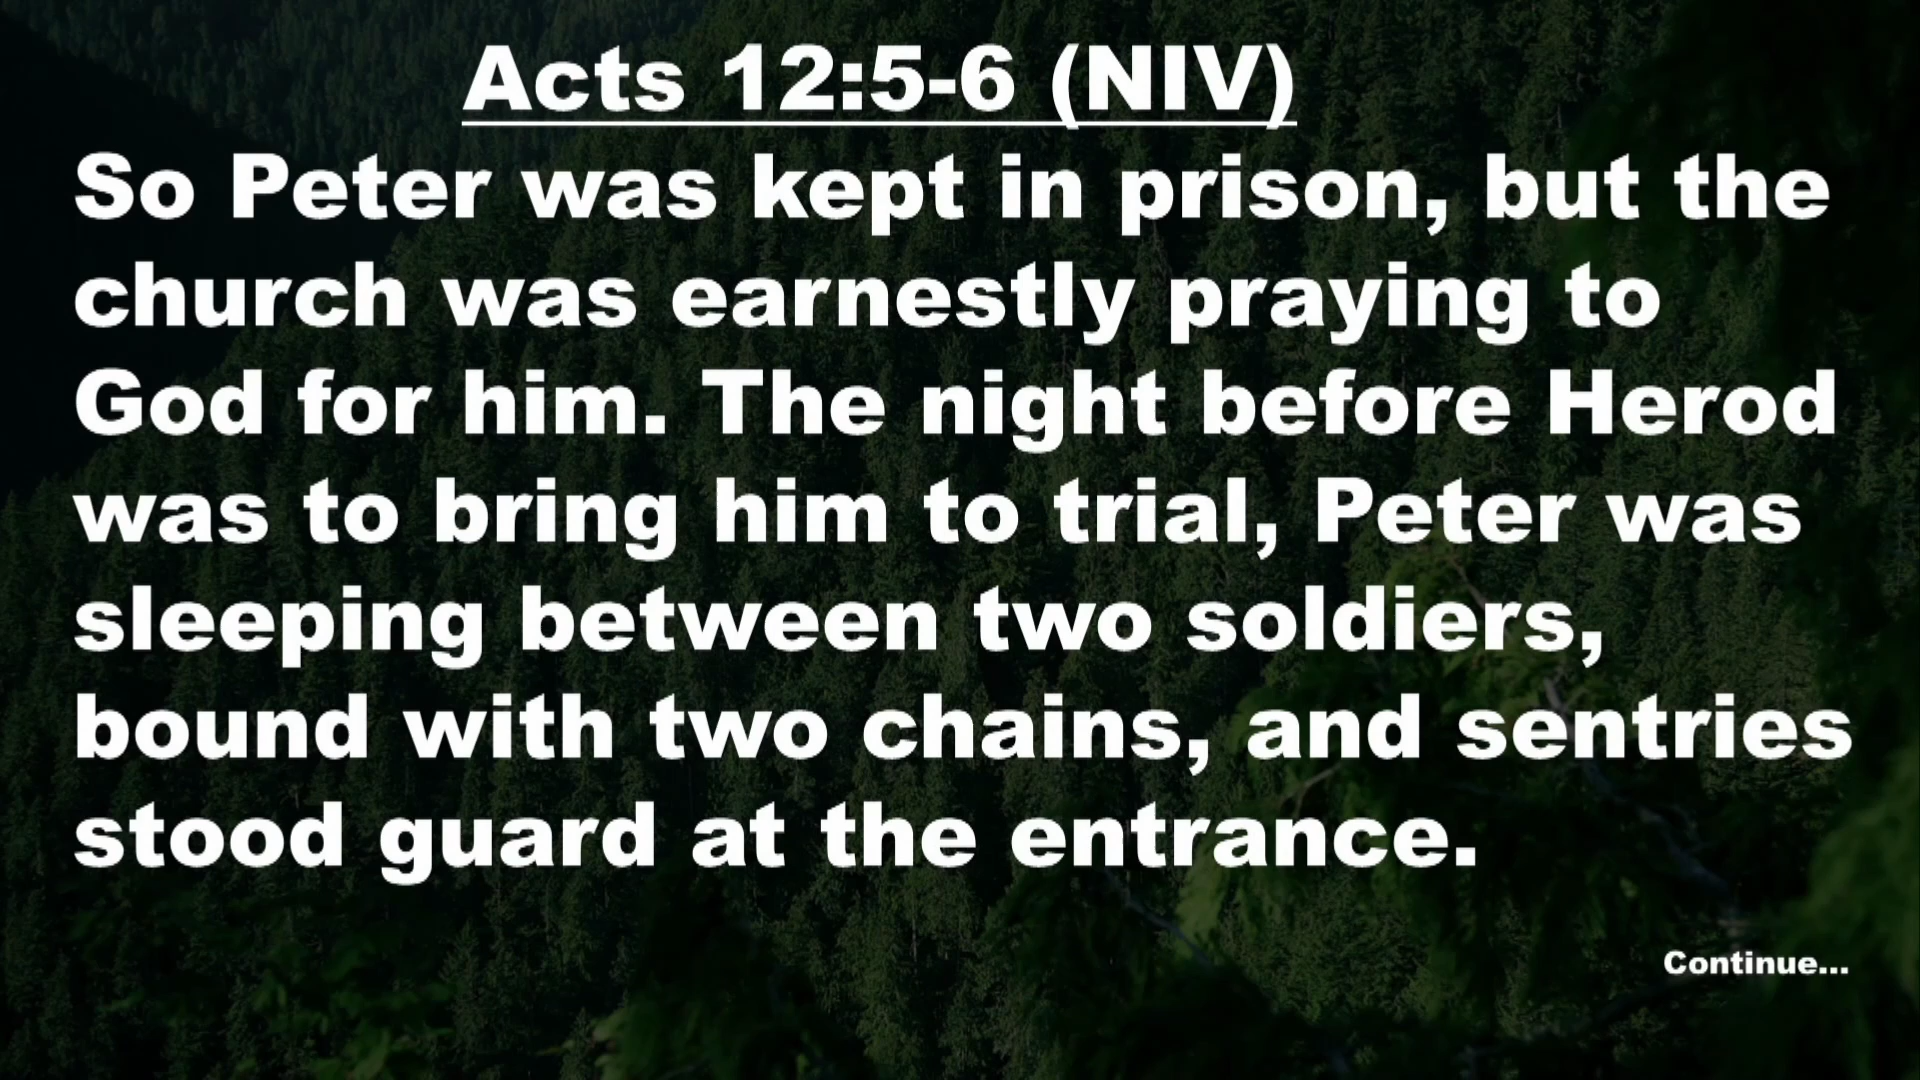 Acts 12:5-6 (NIV)
So Peter was kept in prison, but the
church was earnestly praying to
God for him. The night before Herod
was to bring him to trial, Peter was
sleeping between two soldiers,
bound with two chains, and sentries
stood guard at the entrance.
Continue...